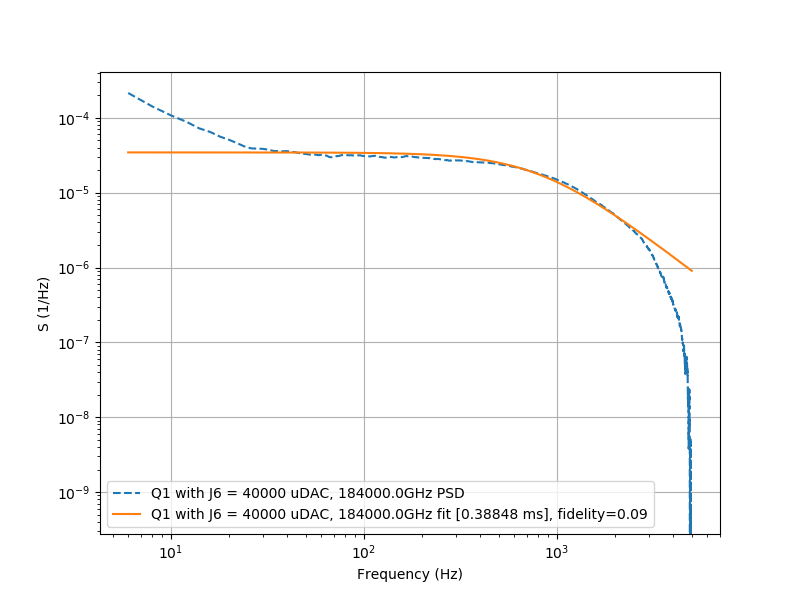 10⁻⁴
10⁻⁵
10⁻⁶
10⁻⁷
10⁻⁸
10⁻⁹
S (1/Hz)
Q1 with J6 = 40000 uDAC, 184000.0GHz PSD
Q1 with J6 = 40000 uDAC, 184000.0GHz fit [0.38848 ms], fidelity=0.09
10¹
10²
10³
Frequency (Hz)